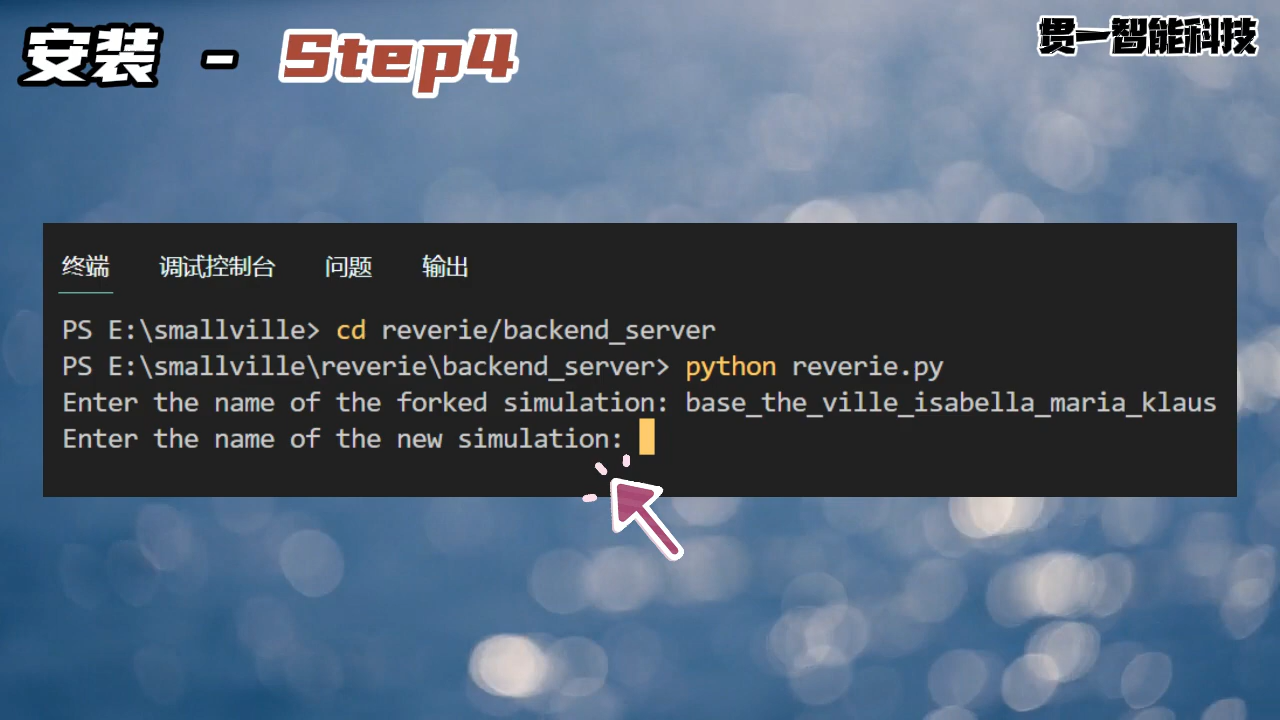 安装 - Step4
贯一智能科技
终端 调试控制台 问题 输出
PS E:\smallville> cd reverie/backend_server
PS E:\smallville\reverie\backend_server> python reverie.py
Enter the name of the forked simulation: base_the_ville_isabella_maria_klaus
Enter the name of the new simulation: